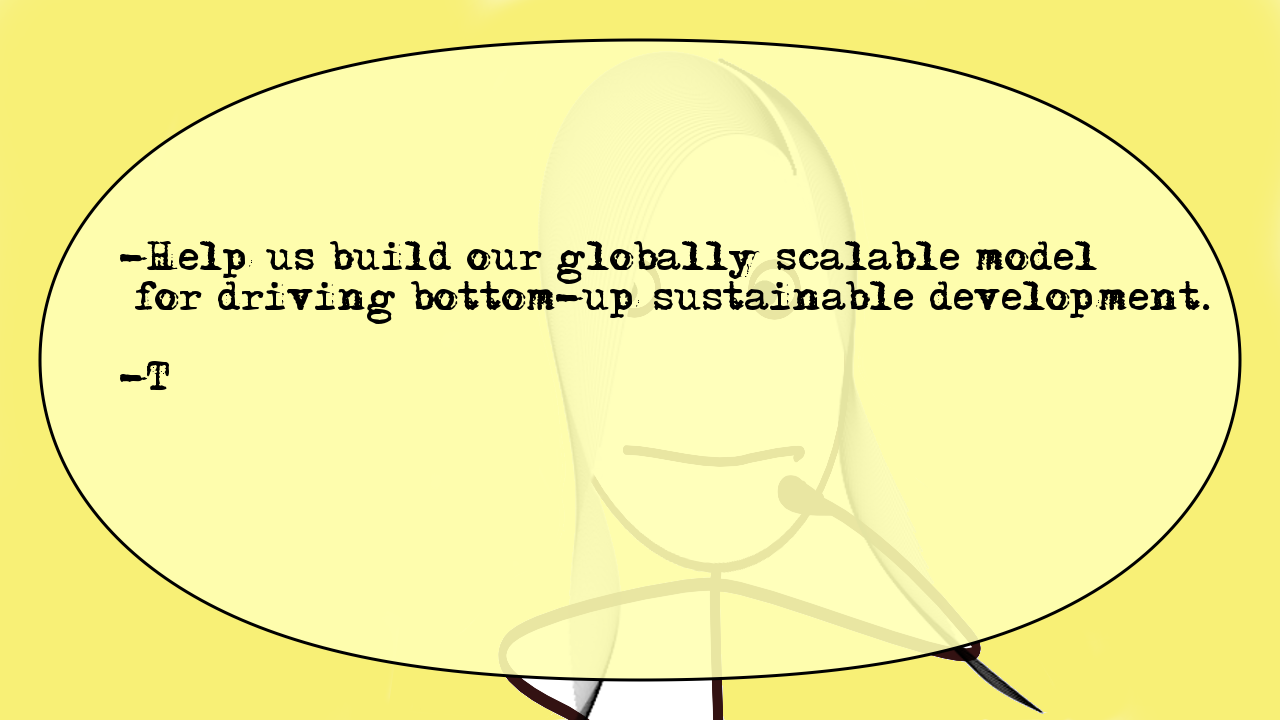 -Help us build our globally scalable model
for driving bottom-up sustainable development.
-T